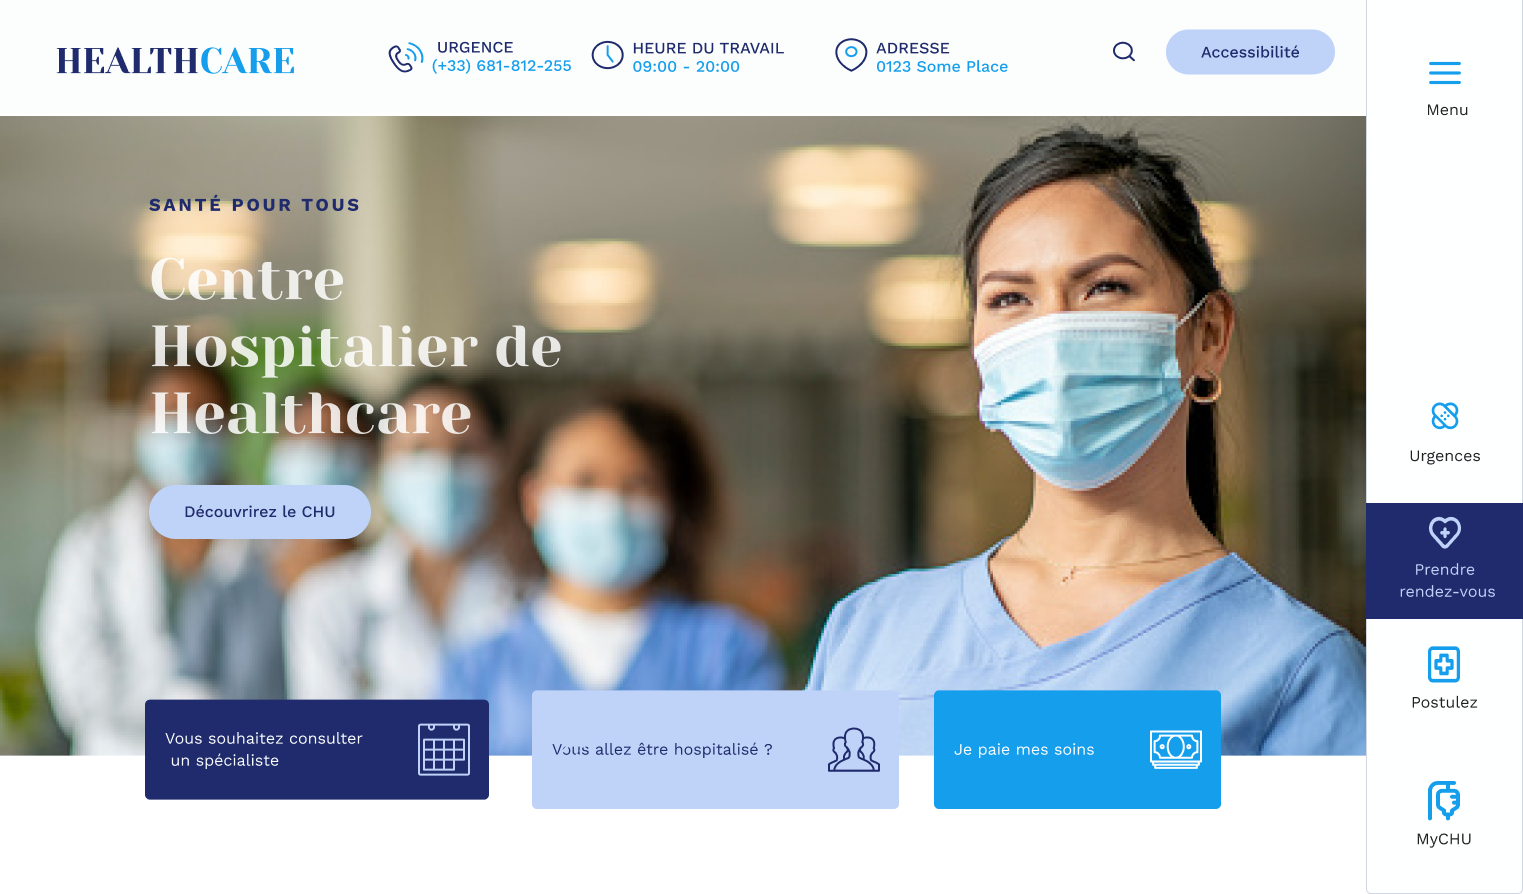 HEALTHCARE
URGENCE
(+33) 681-812-255
HEURE DU TRAVAIL
09:00 - 20:00
ADRESSE
0123 Some Place
Accessibilité
Menu
SANTÉ POUR TOUS
Centre
Hospitalier de
Healthcare
Découvrirez le CHU
Urgences
Prendre
rendez-vous
Postulez
MyCHU
Vous souhaitez consulter
un spécialiste
Vous allez être hospitalisé ?
Je paie mes soins